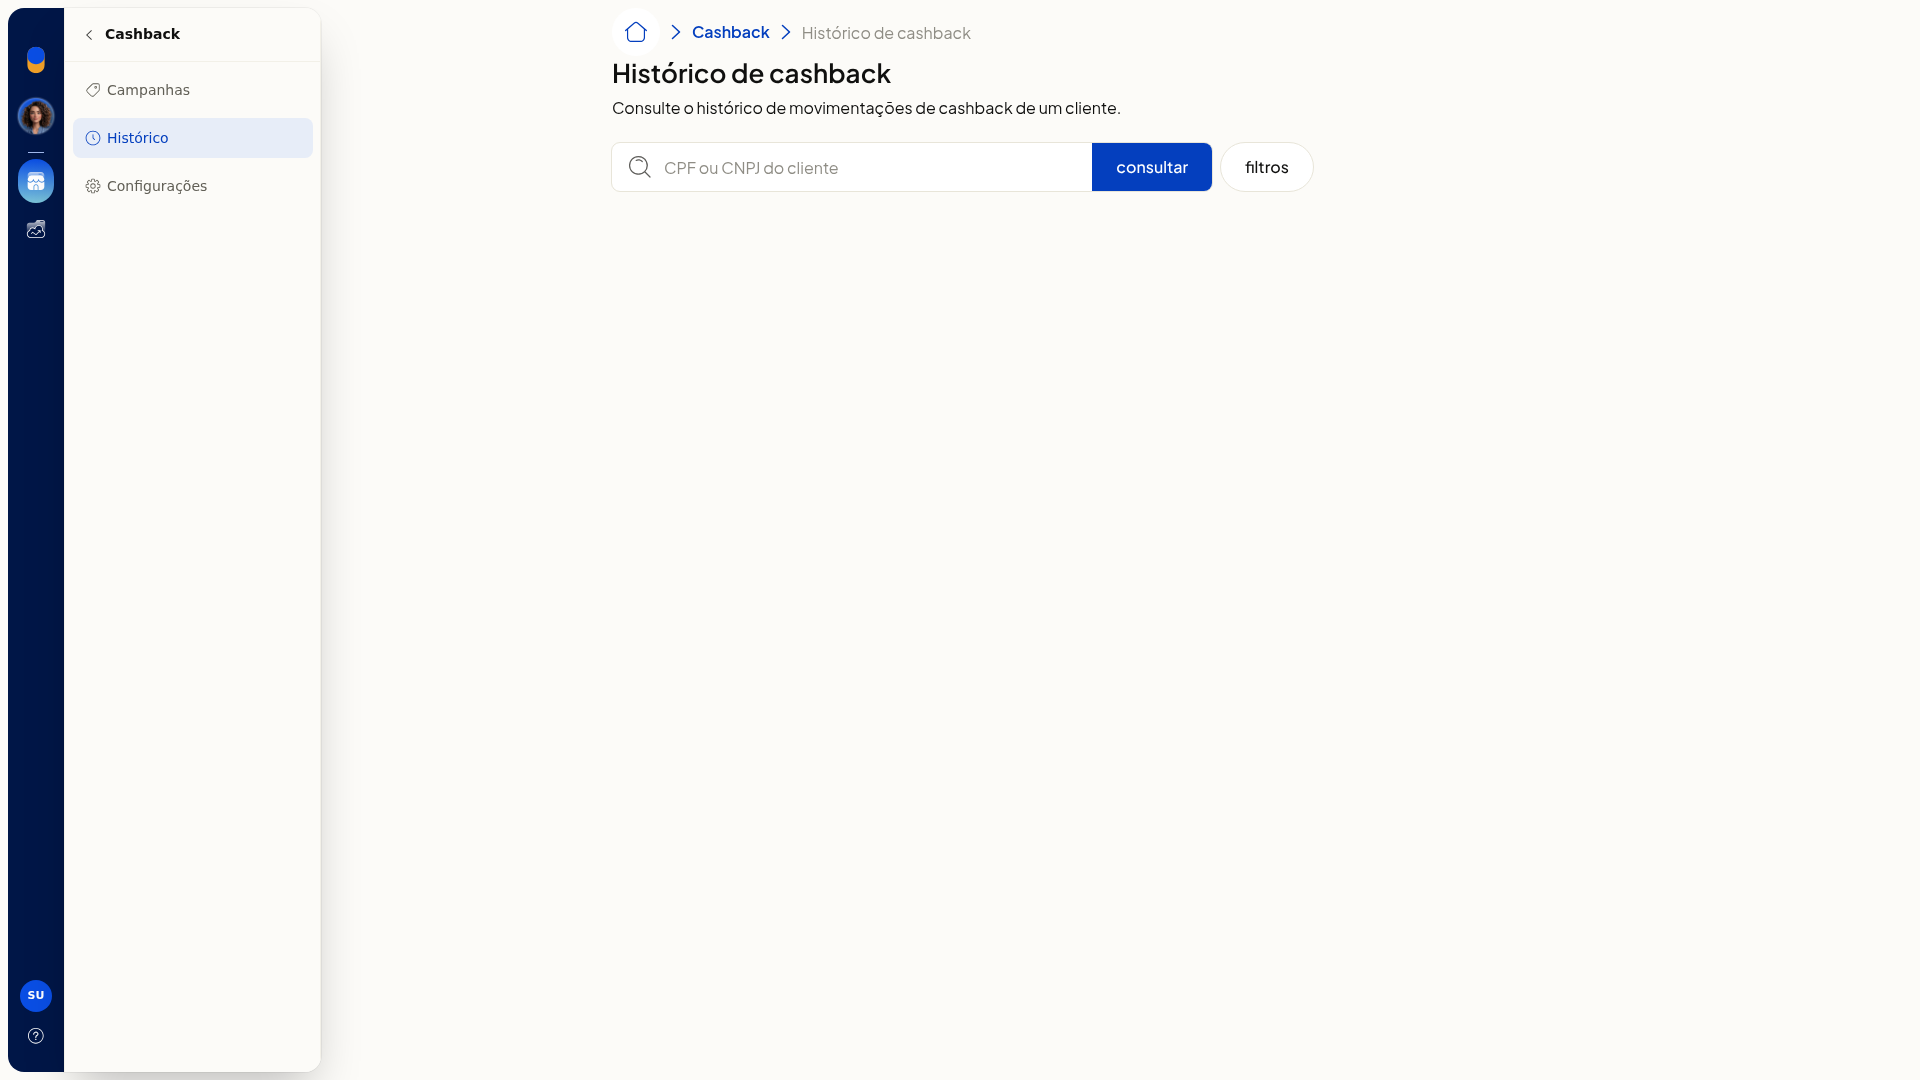 Cashback
Campanhas
Histórico
Configurações
SU
?
Cashback
Histórico de cashback
Histórico de cashback
Consulte o histórico de movimentações de cashback de um cliente.
CPF ou CNPJ do cliente
consultar
filtros